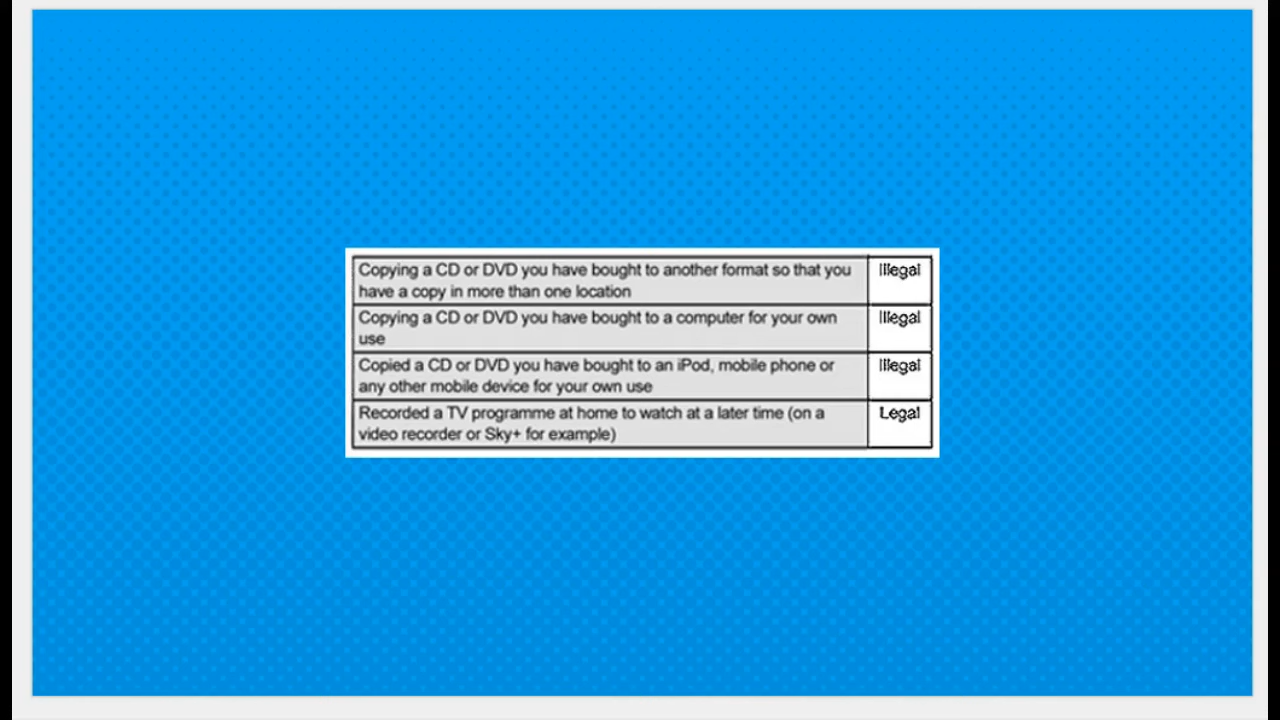 Copying a CD or DVD you have bought to another format so that you
have a copy in more than one location
Illegal
Copying a CD or DVD you have bought to a computer for your own
use
Illegal
Copied a CD or DVD you have bought to an iPod, mobile phone or
any other mobile device for your own use
Illegal
Recorded a TV programme at home to watch at a later time (on a
video recorder or Sky+ for example)
Legal